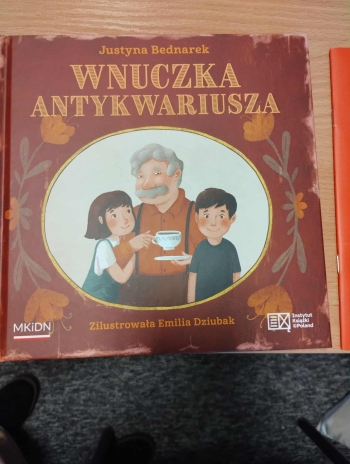 Justyna Bednarek
WNUCZKA
ANTYKWARIUSZA
MKiDN
Zilustrowała Emilia Dziubak
Instytut
Książki
©Poland